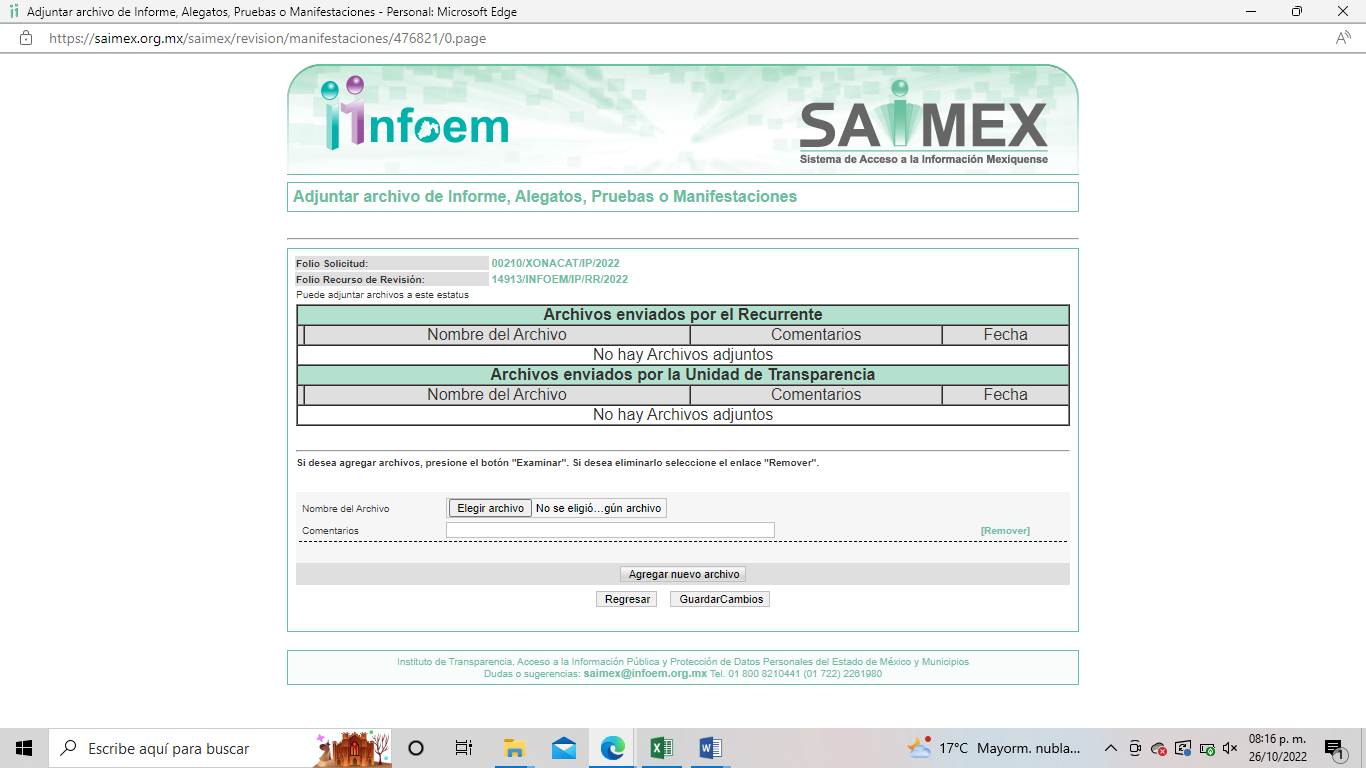 Adjuntar archivo de Informe, Alegatos, Pruebas o Manifestaciones - Personal: Microsoft Edge
https://saimex.org.mx/saimex/revision/manifestaciones/476821/0.page
infoem
SAIMEX
Sistema de Acceso a la Información Mexiquense
Adjuntar archivo de Informe, Alegatos, Pruebas o Manifestaciones
Folio Solicitud: 00210/XONACAT/IP/2022
Folio Recurso de Revisión: 14913/INFOEM/IP/RR/2022
Puede adjuntar archivos a este estatus
Archivos enviados por el Recurrente
Nombre del Archivo Comentarios Fecha
No hay Archivos adjuntos
Archivos enviados por la Unidad de Transparencia
Nombre del Archivo Comentarios Fecha
No hay Archivos adjuntos
Si desea agregar archivos, presione el botón "Examinar". Si desea eliminarlo seleccione el enlace "Remover".
Nombre del Archivo Elegir archivo No se eligió...gún archivo
Comentarios [Remover]
Agregar nuevo archivo
Regresar GuardarCambios
Instituto de Transparencia, Acceso a la Información Pública y Protección de Datos Personales del Estado de México y Municipios
Dudas o sugerencias: saimex@infoem.org.mx Tel. 01 800 8210441 (01 722) 2261980
Escribe aquí para buscar
17°C Mayorm. nubla...
08:16 p. m.
26/10/2022
1